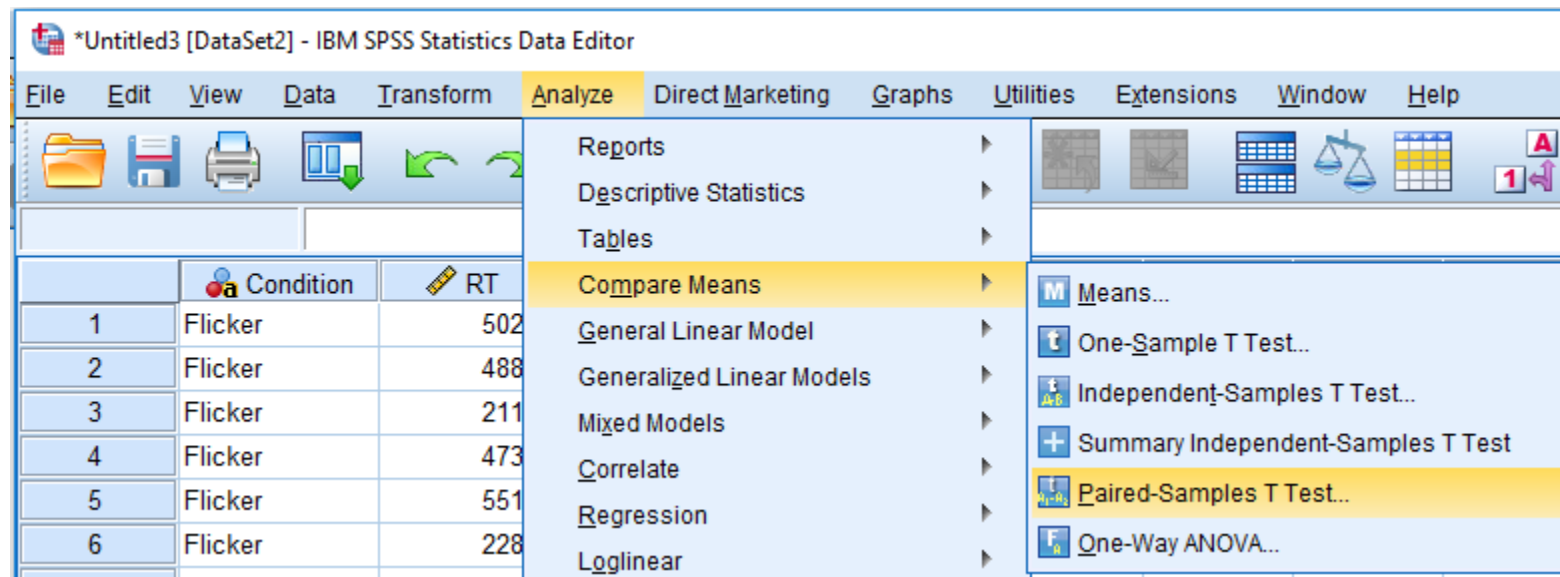 *Untitled3 [DataSet2] - IBM SPSS Statistics Data Editor
File Edit View Data Transform Analyze Direct Marketing Graphs Utilities Extensions Window Help
A
1
Reports
Descriptive Statistics
Tables
Compare Means
General Linear Model
Generalized Linear Models
Mixed Models
Correlate
Regression
Loglinear
M Means...
t One-Sample T Test...
Independent-Samples T Test...
Summary Independent-Samples T Test
Paired-Samples T Test...
One-Way ANOVA...
a Condition RT
1 Flicker 502
2 Flicker 488
3 Flicker 211
4 Flicker 473
5 Flicker 551
6 Flicker 228